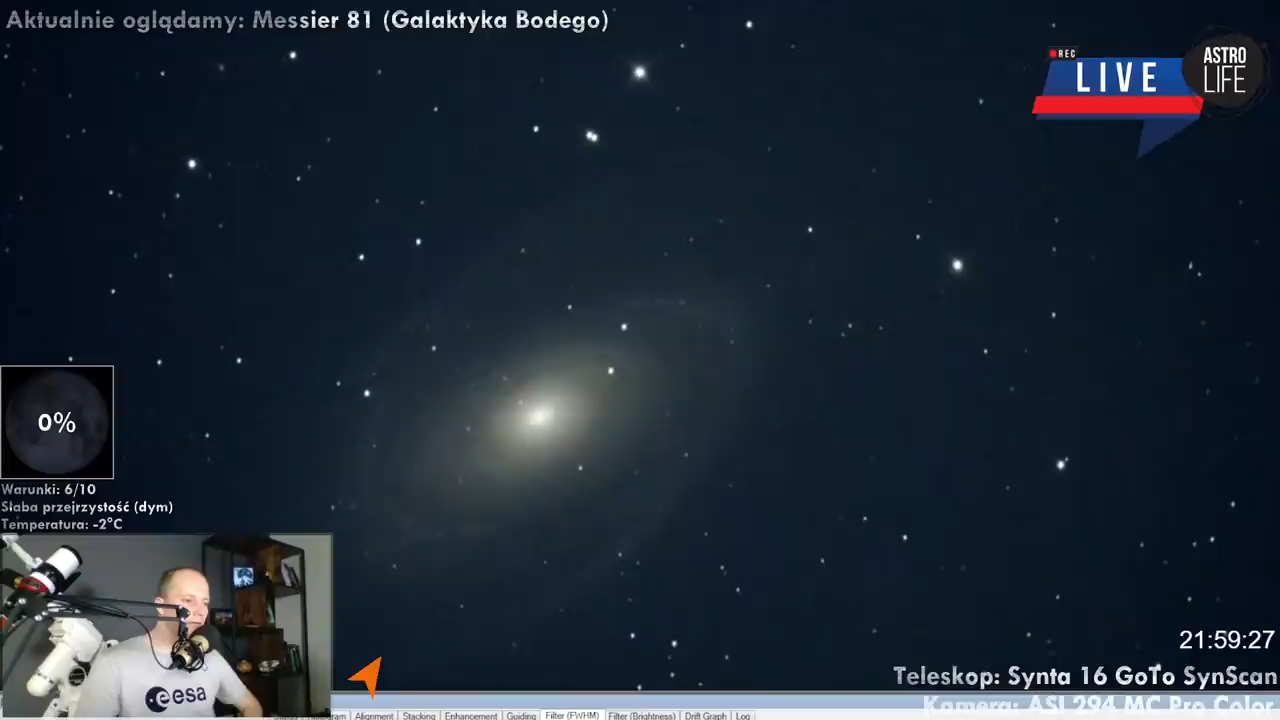 Aktualnie oglądamy: Messier 81 (Galaktyka Bodego)
REC
LIVE
ASTRO
LIFE
0%
Warunki: 6/10
Słaba przejrzystość (dym)
Temperatura: -2°C
esa
21:59:27
Teleskop: Synta 16 GoTo SynScan
Kamera: ASI 294 MC Pro Color
Alignment
Stacking
Enhancement
Guiding
Filter (FWHM)
Filter (Brightness)
Drift Graph
Log